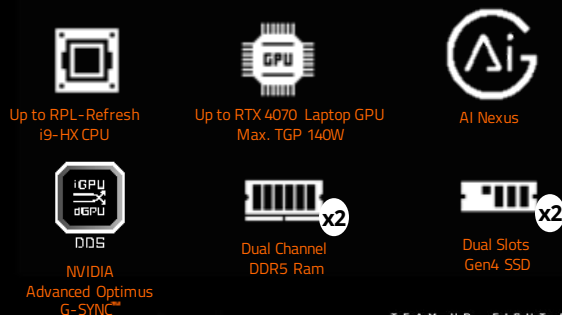 GPU
Ai
Up to RPL-Refresh
i9-HX CPU
Up to RTX 4070 Laptop GPU
Max. TGP 140W
AI Nexus
iGPU
dGPU
DDS
x2
x2
NVIDIA
Advanced Optimus
G-SYNC™
Dual Channel
DDR5 Ram
Dual Slots
Gen4 SSD